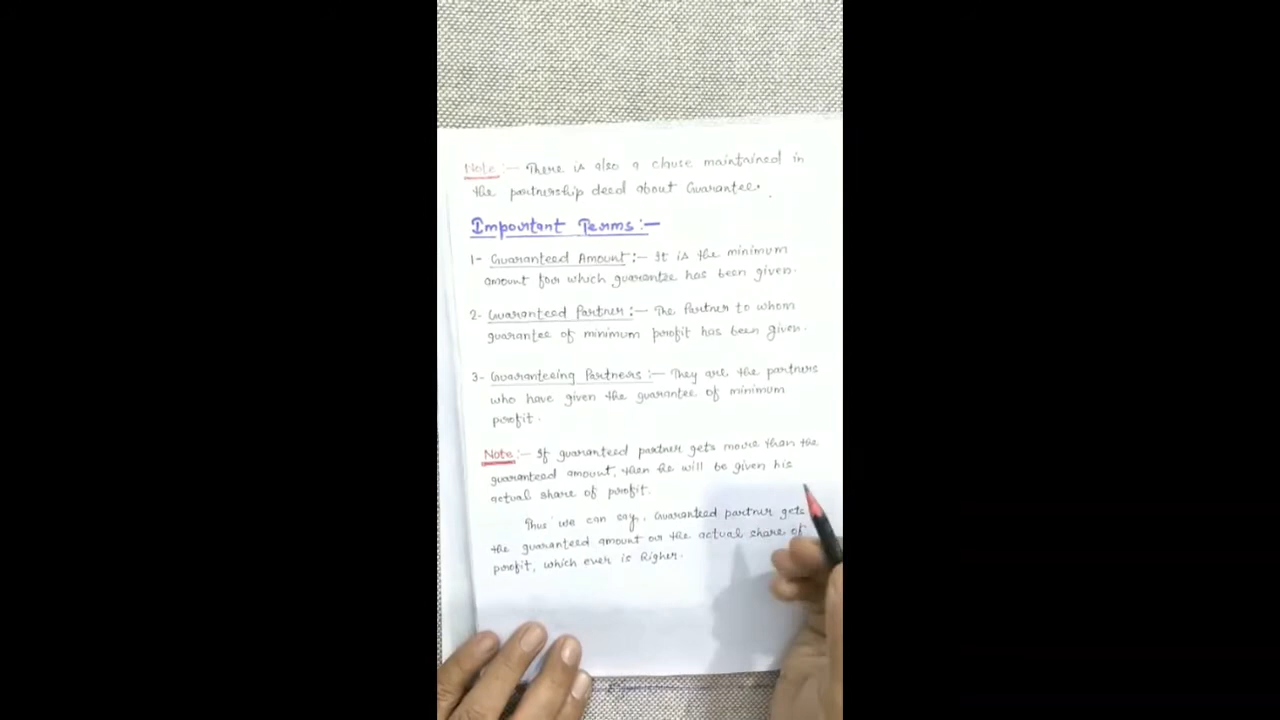 Note :- There is also a clause maintained in
the partnership deed about Guarantee.
Important Terms :-
1- Guaranteed Amount :- It is the minimum
amount for which guarantee has been given.
2- Guaranteed Partner :- The Partner to whom
guarantee of minimum profit has been given.
3- Guaranteeing Partners :- They are the partners
who have given the guarantee of minimum
profit.
Note :- If guaranteed partner gets more than the
guaranteed amount, then he will be given his
actual share of profit.
Thus we can say, Guaranteed partner gets
the guaranteed amount or the actual share of
profit, which ever is higher.